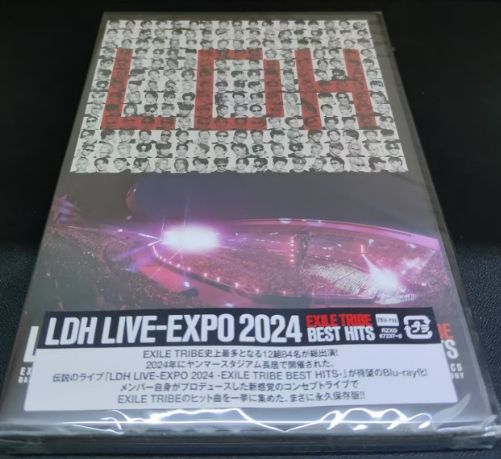 LDH
LDH LIVE-EXPO 2024 EXILE TRIBE BEST HITS
Blu-ray
RZXD
EXILE TRIBE史上最多となる12組84名が総出演!
2024年にヤンマースタジアム長居で開催された、
伝説のライブ「LDH LIVE-EXPO 2024 -EXILE TRIBE BEST HITS-」が待望のBlu-ray化!
メンバー自身がプロデュースした新感覚のコンセプトライブで
EXILE TRIBEのヒット曲を一挙に集めた、まさに永久保存版!!